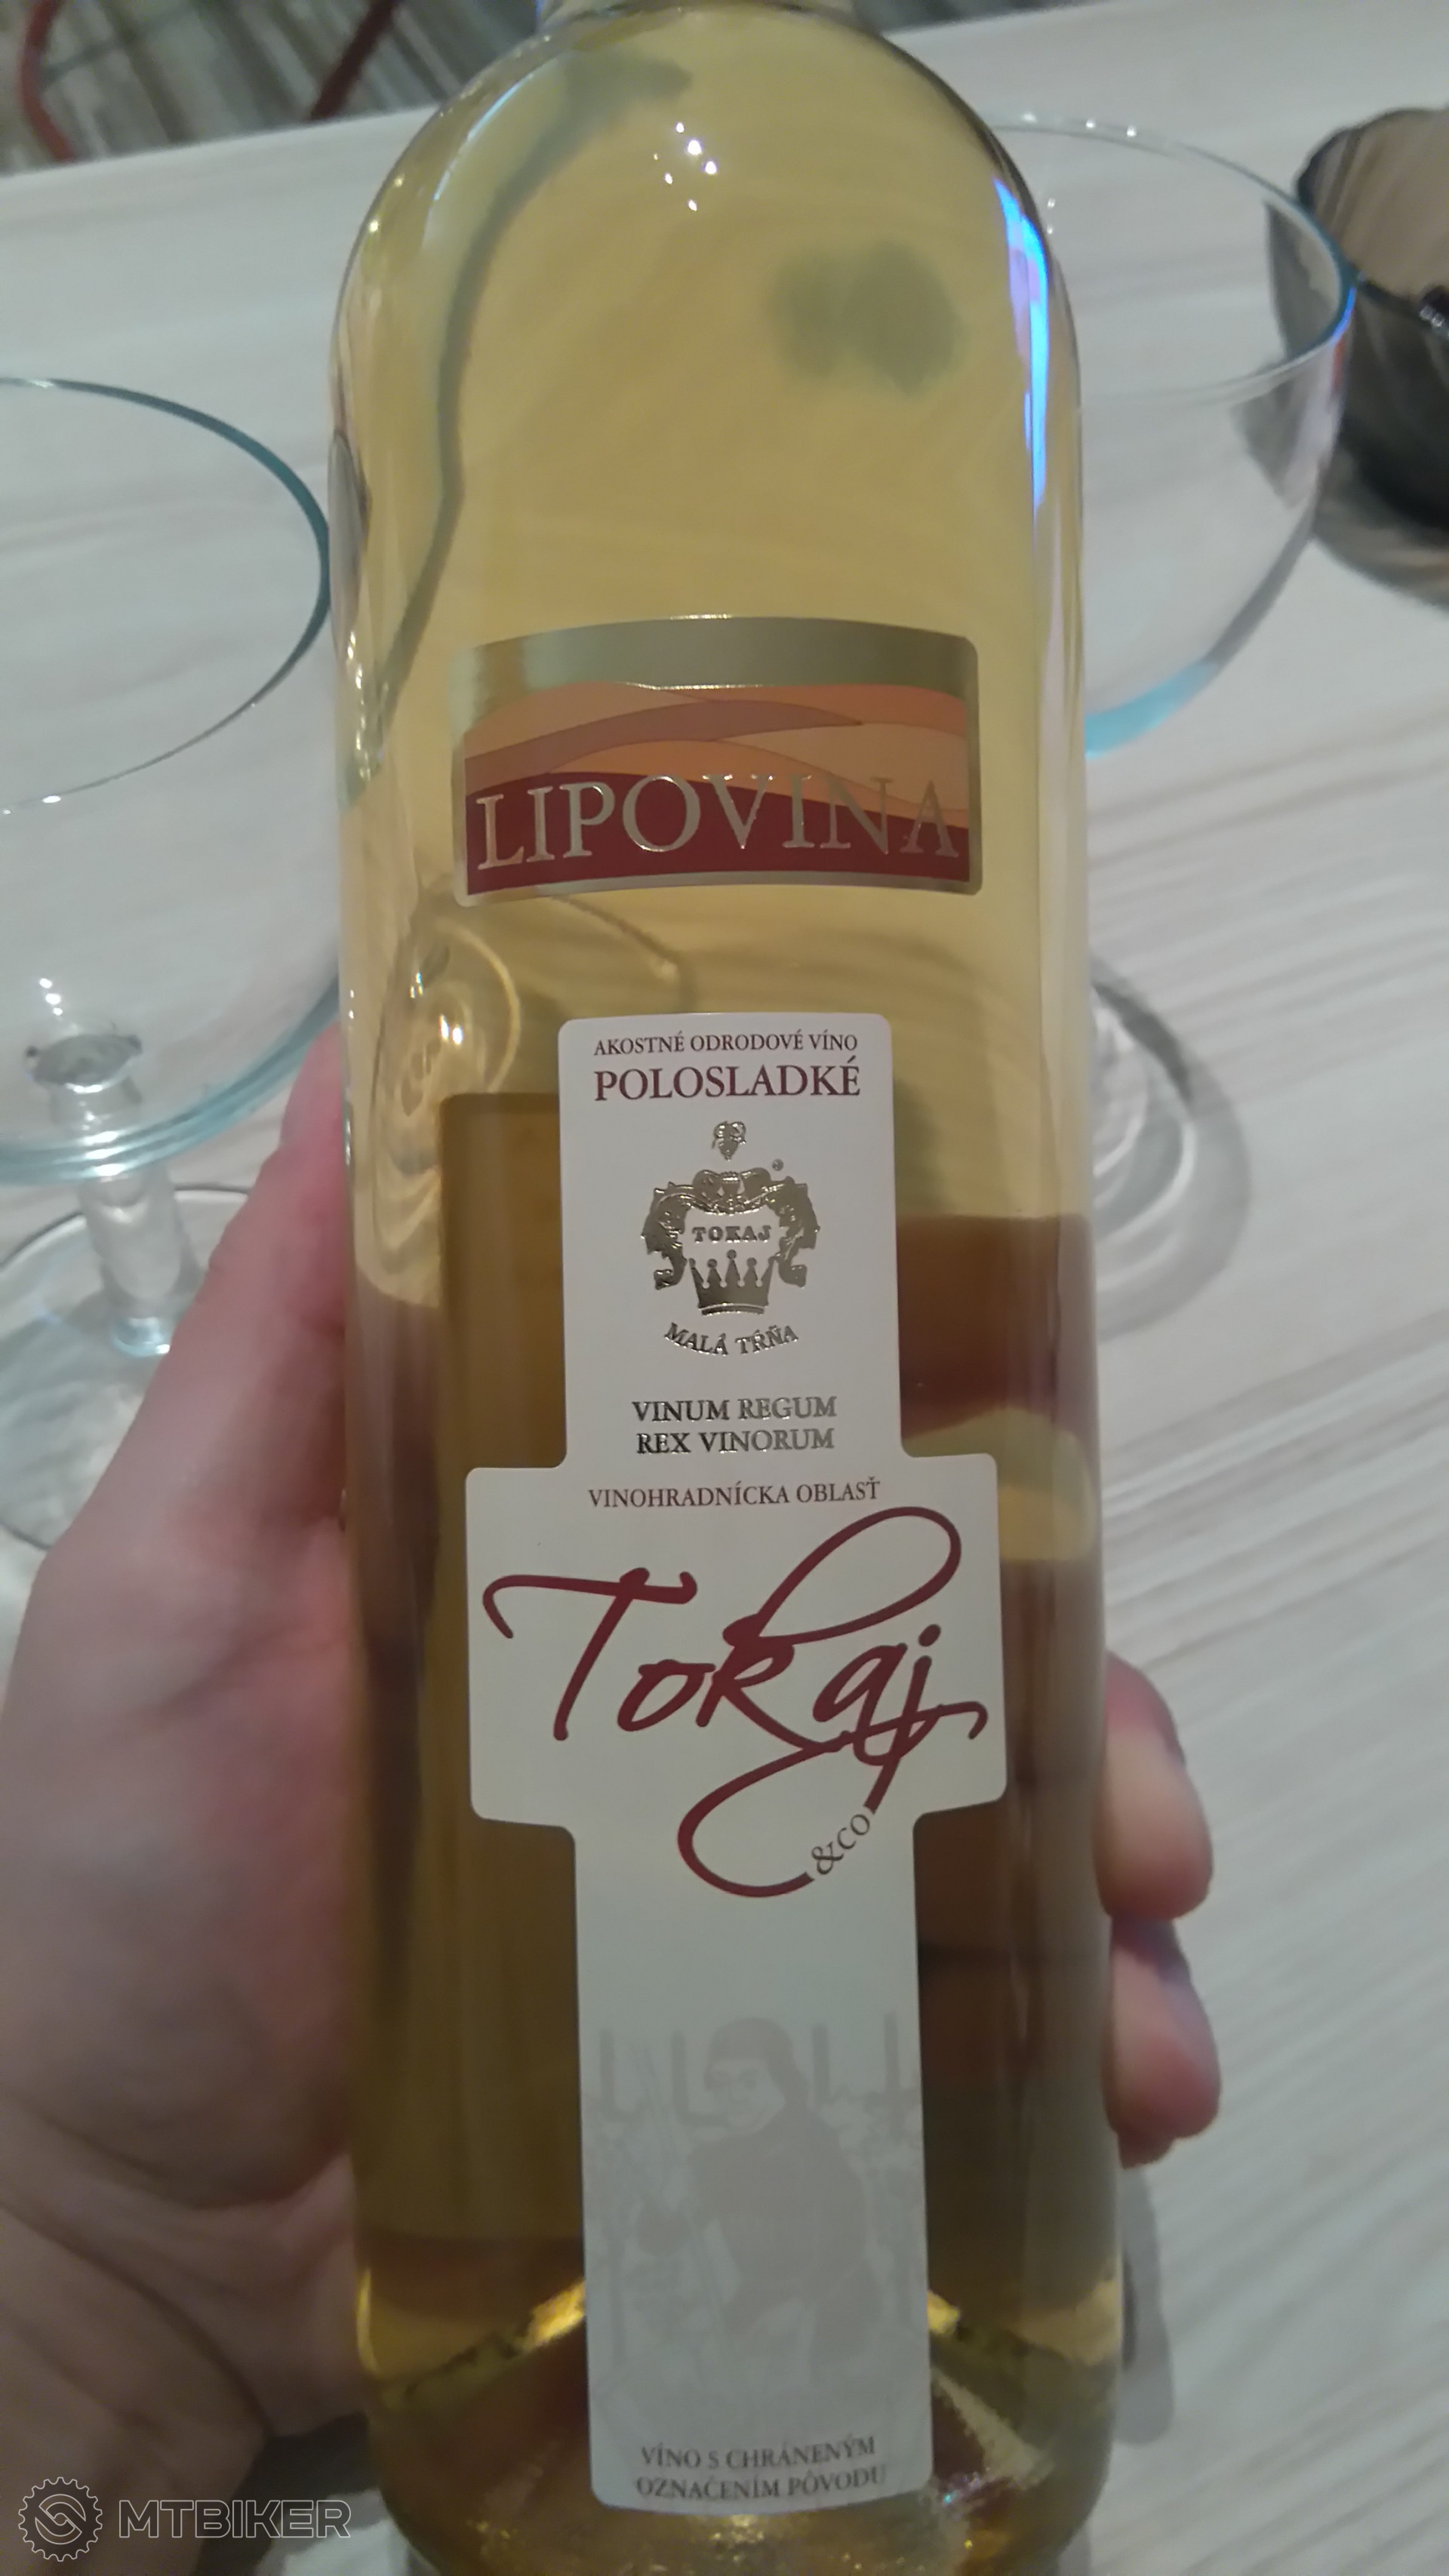 LIPOVINA
AKOSTNÉ ODRODOVÉ VÍNO
POLOSLADKÉ
®
TOKAJ
MALÁ TŔŇA
VINUM REGUM
REX VINORUM
VINOHRADNÍCKA OBLASŤ
Tokaj
&CO
VÍNO S CHRÁNENÝM
OZNAČENÍM PÔVODU
MTBIKER